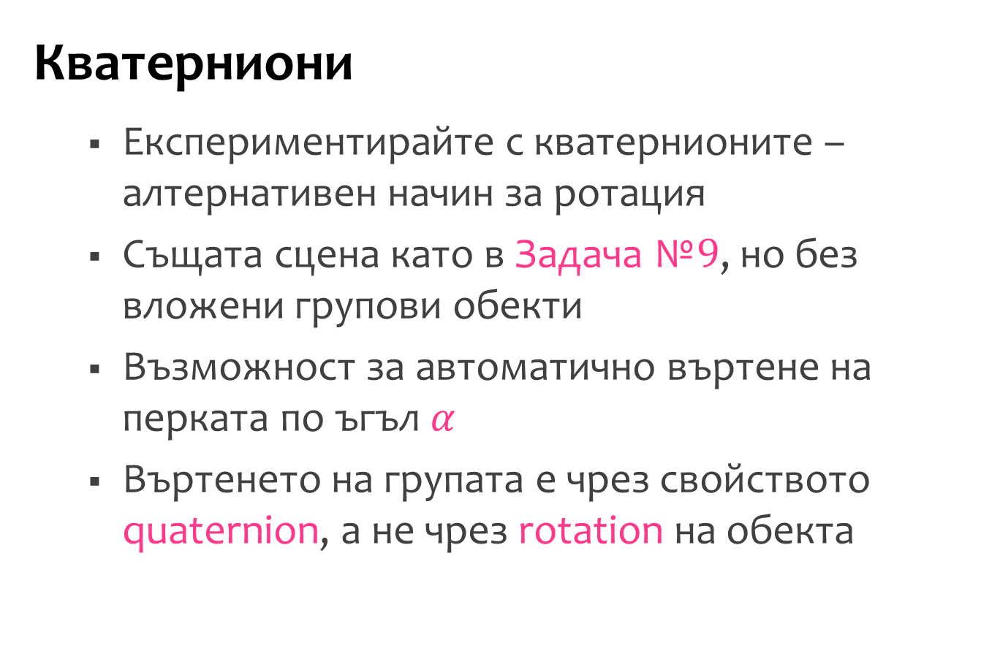 Кватерниони
▪ Експериментирайте с кватернионите –
алтернативен начин за ротация
▪ Същата сцена като в Задача №9, но без
вложени групови обекти
▪ Възможност за автоматично въртене на
перката по ъгъл α
▪ Въртенето на групата е чрез свойството
quaternion, а не чрез rotation на обекта